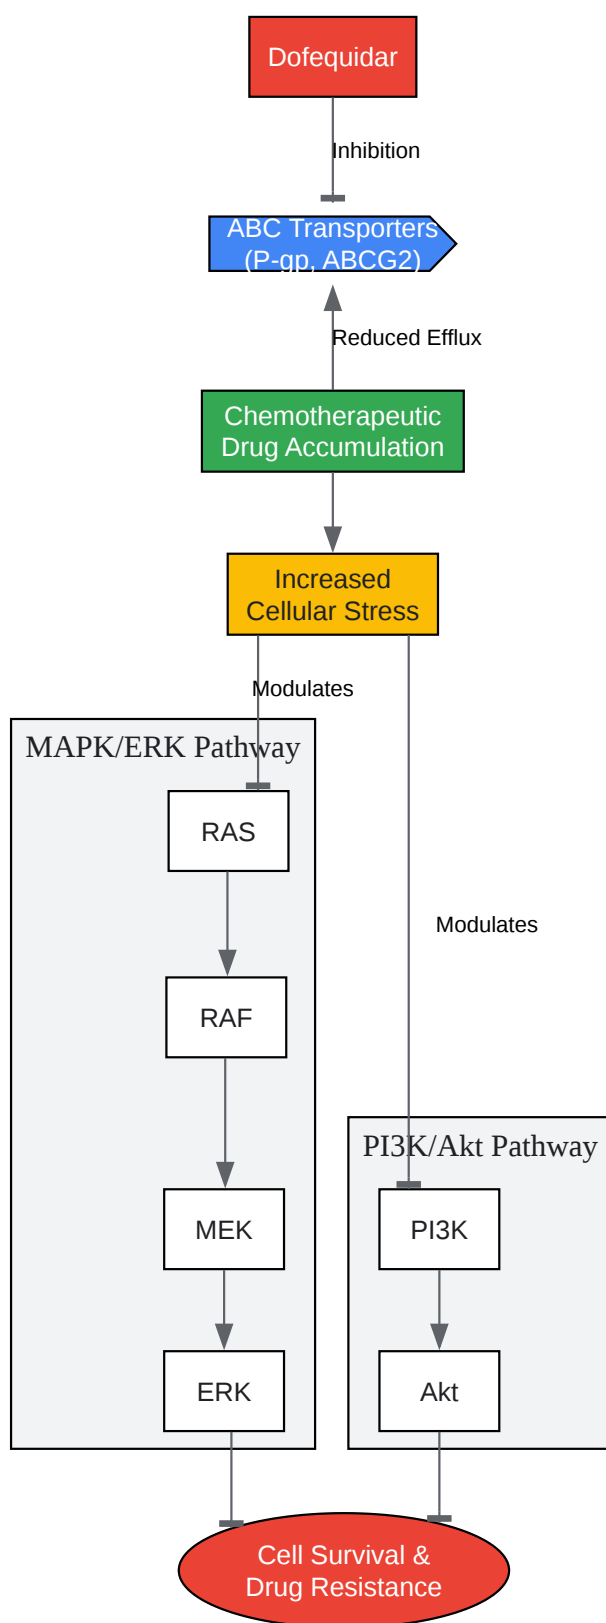 Dofequidar
Inhibition
ABC Transporters
(P-gp, ABCG2)
Reduced Efflux
Chemotherapeutic
Drug Accumulation
Increased
Cellular Stress
Modulates
MAPK/ERK Pathway
RAS
Modulates
RAF
PI3K/Akt Pathway
MEK
PI3K
ERK
Akt
Cell Survival &
Drug Resistance